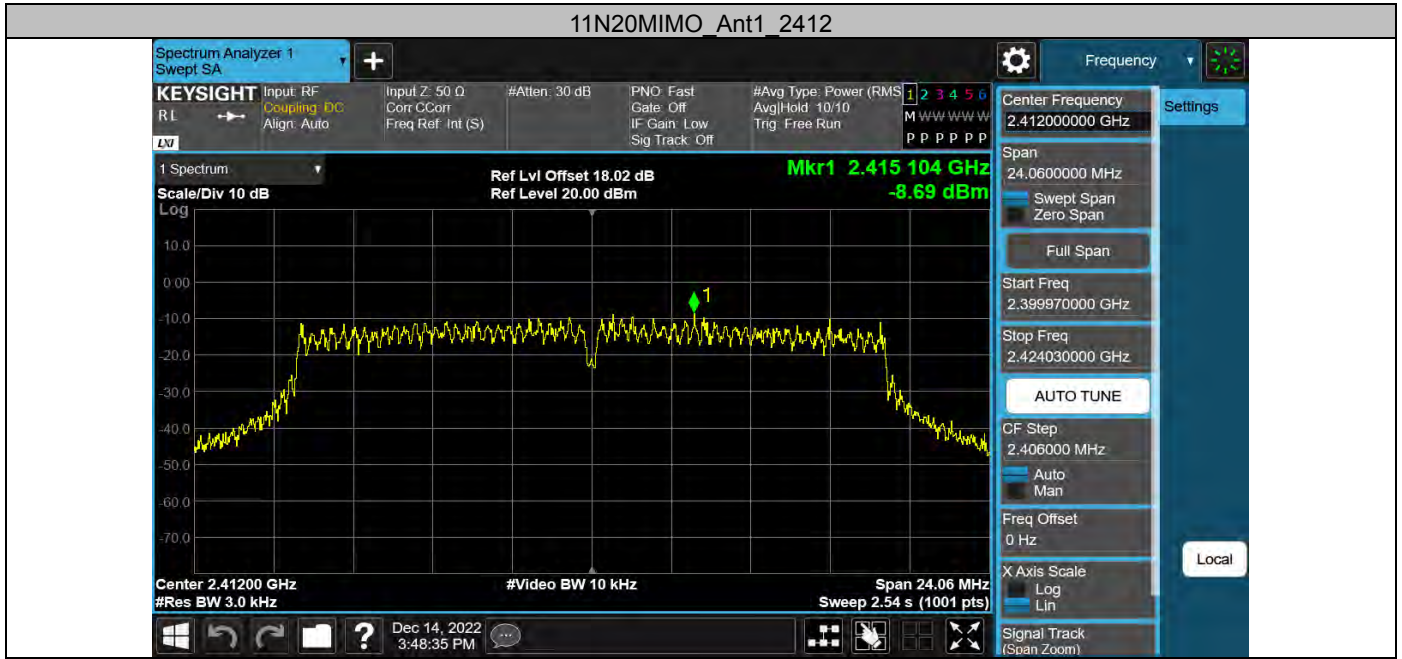 11N20MIMO_Ant1_2412
Spectrum Analyzer 1
Swept SA
+
Frequency
KEYSIGHT
RL
LXI
Input: RF
Coupling: DC
Align: Auto
Input Z: 50 Ω
Corr CCorr
Freq Ref: Int (S)
#Atten: 30 dB
PNO: Fast
Gate: Off
IF Gain: Low
Sig Track: Off
#Avg Type: Power (RMS
Avg|Hold: 10/10
Trig: Free Run
1 2 3 4 5 6
M W W W W W
P P P P P P
1 Spectrum
Scale/Div 10 dB
Log
Ref Lvl Offset 18.02 dB
Ref Level 20.00 dBm
Mkr1 2.415 104 GHz
-8.69 dBm
10.0
0.00
-10.0
-20.0
-30.0
-40.0
-50.0
-60.0
-70.0
1
Center 2.41200 GHz
#Res BW 3.0 kHz
#Video BW 10 kHz
Span 24.06 MHz
Sweep 2.54 s (1001 pts)
Center Frequency
2.412000000 GHz
Settings
Span
24.0600000 MHz
Swept Span
Zero Span
Full Span
Start Freq
2.399970000 GHz
Stop Freq
2.424030000 GHz
AUTO TUNE
CF Step
2.406000 MHz
Auto
Man
Freq Offset
0 Hz
X Axis Scale
Log
Lin
Local
Signal Track
(Span Zoom)
?
Dec 14, 2022
3:48:35 PM